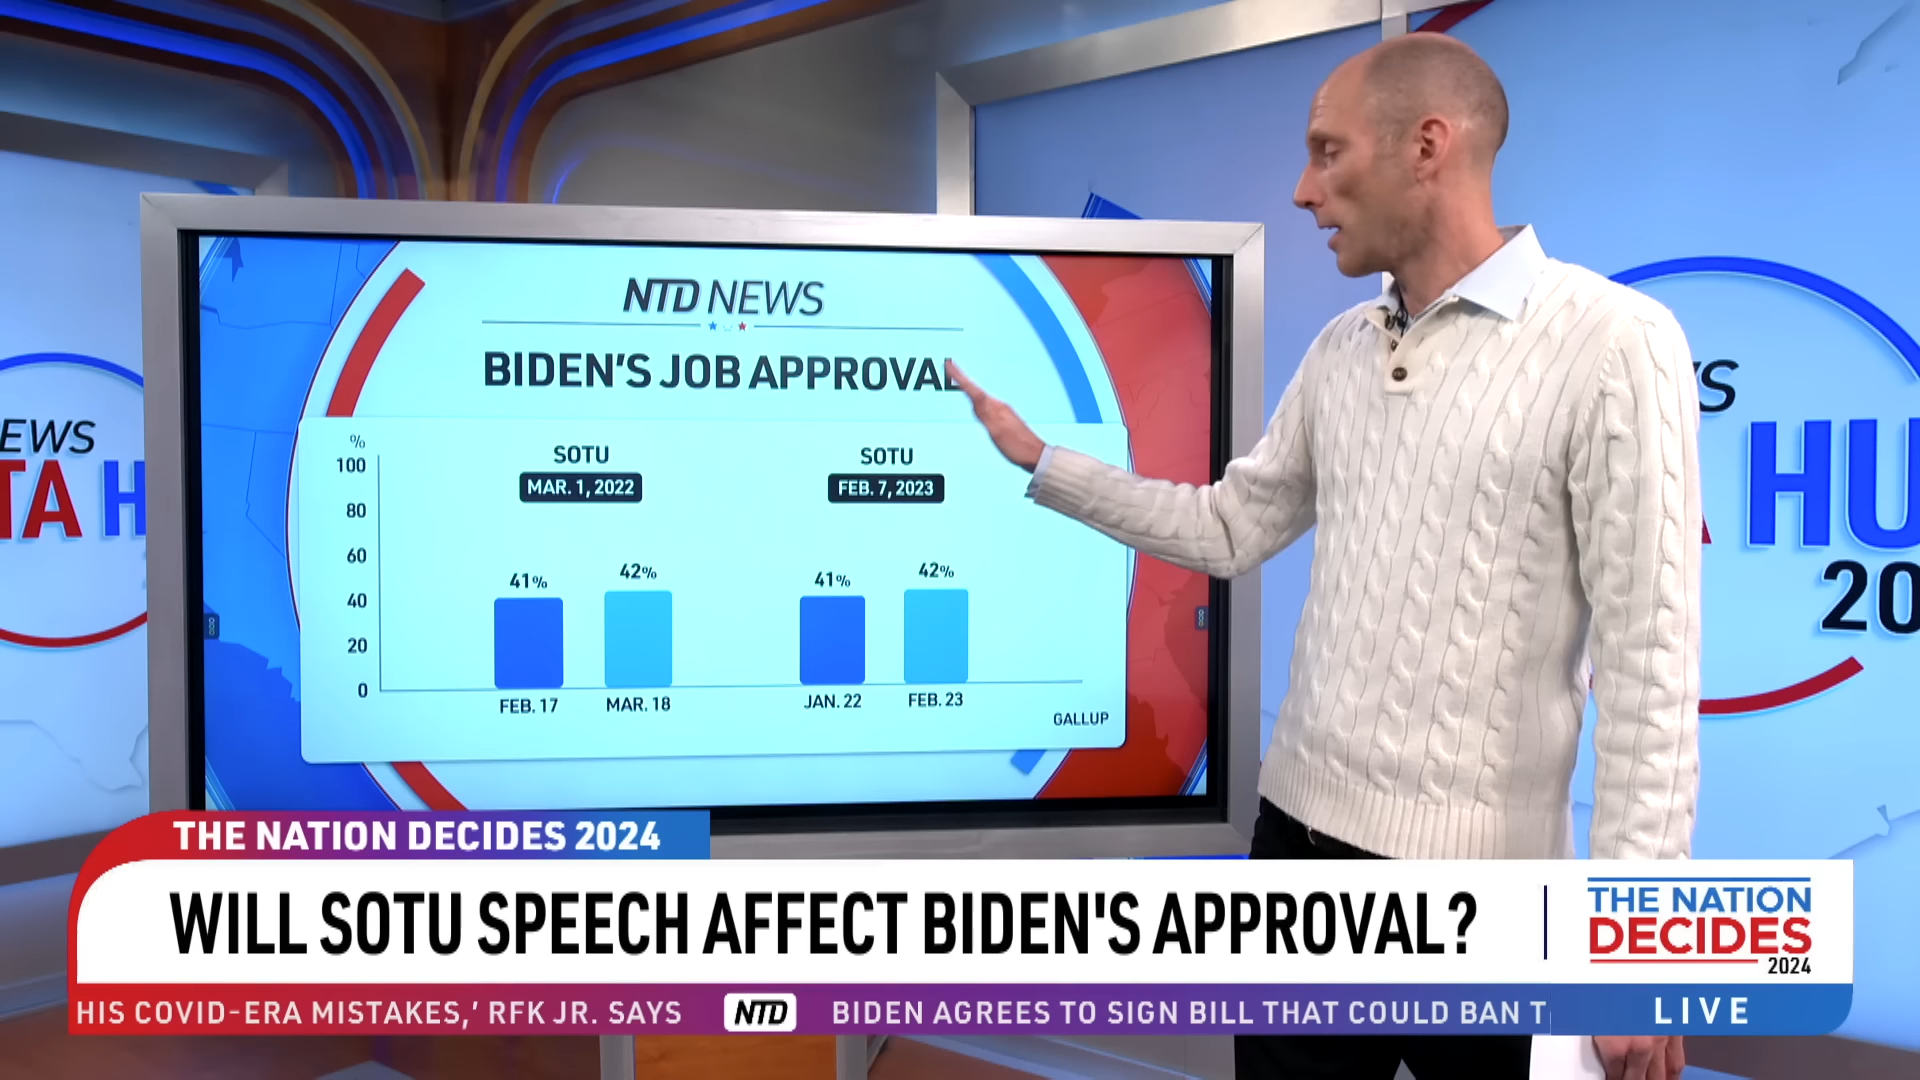 NTD NEWS
BIDEN'S JOB APPROVAL
%
100
80
60
40
20
0
SOTU
MAR. 1, 2022
SOTU
FEB. 7, 2023
41%
42%
41%
42%
FEB. 17
MAR. 18
JAN. 22
FEB. 23
GALLUP
EWS
TA H
WS
HU
20
THE NATION DECIDES 2024
WILL SOTU SPEECH AFFECT BIDEN'S APPROVAL?
THE NATION
DECIDES
2024
HIS COVID-ERA MISTAKES,' RFK JR. SAYS NTD BIDEN AGREES TO SIGN BILL THAT COULD BAN T
LIVE